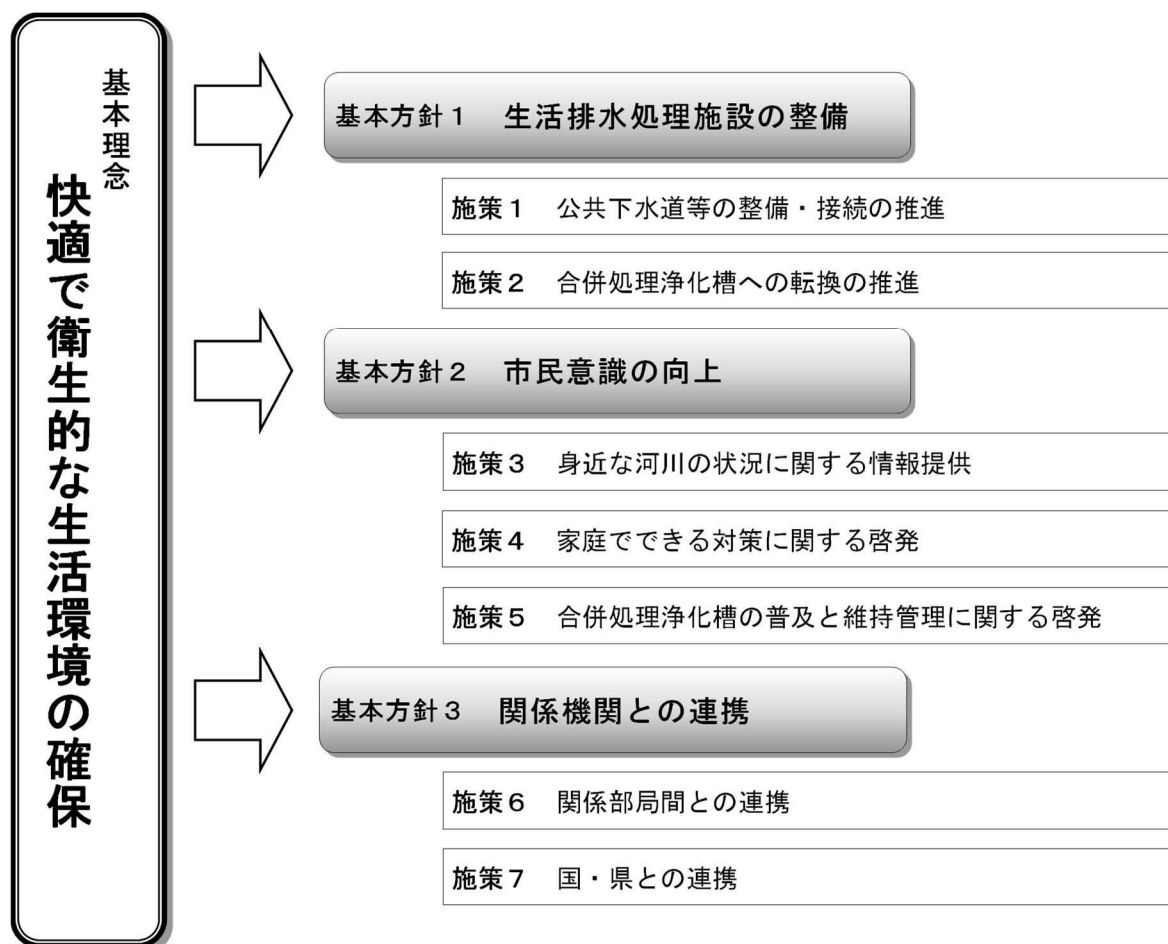 基本理念
快適で衛生的な生活環境の確保
基本方針1 生活排水処理施設の整備
施策1 公共下水道等の整備・接続の推進
施策2 合併処理浄化槽への転換の推進
基本方針2 市民意識の向上
施策3 身近な河川の状況に関する情報提供
施策4 家庭でできる対策に関する啓発
施策5 合併処理浄化槽の普及と維持管理に関する啓発
基本方針3 関係機関との連携
施策6 関係部局間との連携
施策7 国・県との連携